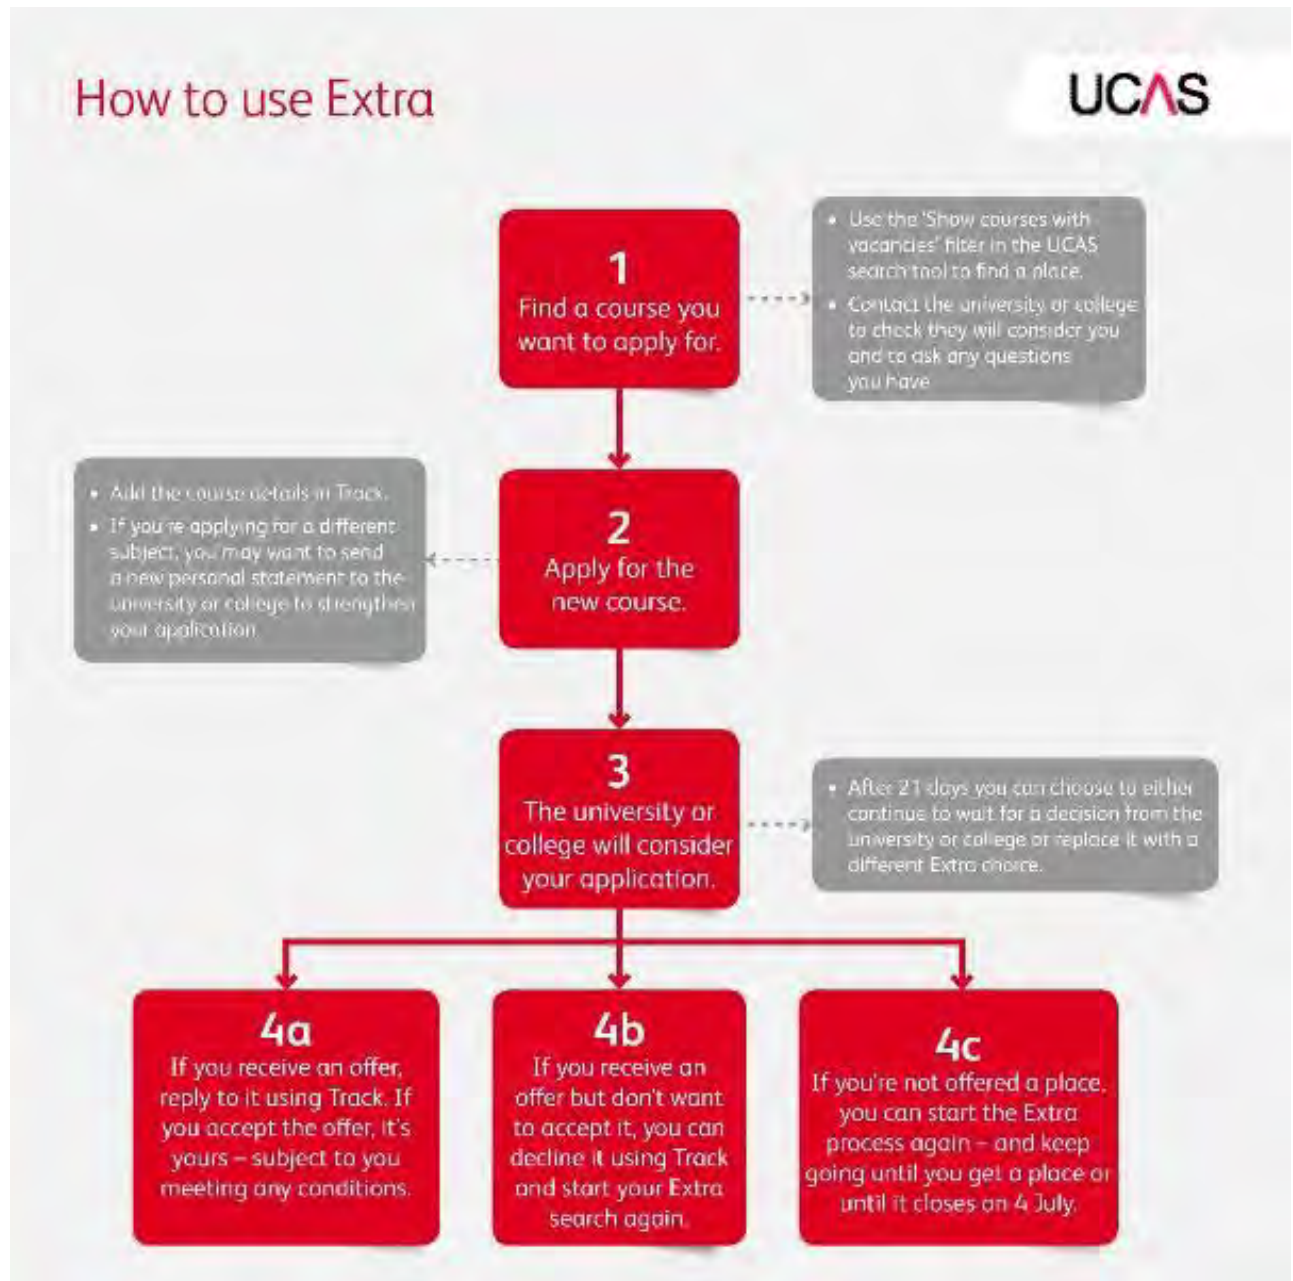 How to use Extra
UCAS
1
Find a course you
want to apply for.
• Use the 'Show courses with
vacancies' filter in the UCAS
search tool to find a place.
• Contact the university or college
to check they will consider you
and to ask any questions
you have
• Add the course details in Track.
• If you're applying for a different
subject, you may want to send
a new personal statement to the
university or college to strengthen
your application
2
Apply for the
new course.
3
The university or
college will consider
your application.
• After 21 days you can choose to either
continue to wait for a decision from the
university or college or replace it with a
different Extra choice.
4a
If you receive an offer,
reply to it using Track. If
you accept the offer, it's
yours – subject to you
meeting any conditions.
4b
If you receive an
offer but don't want
to accept it, you can
decline it using Track
and start your Extra
search again.
4c
If you're not offered a place,
you can start the Extra
process again – and keep
going until you get a place or
until it closes on 4 July.